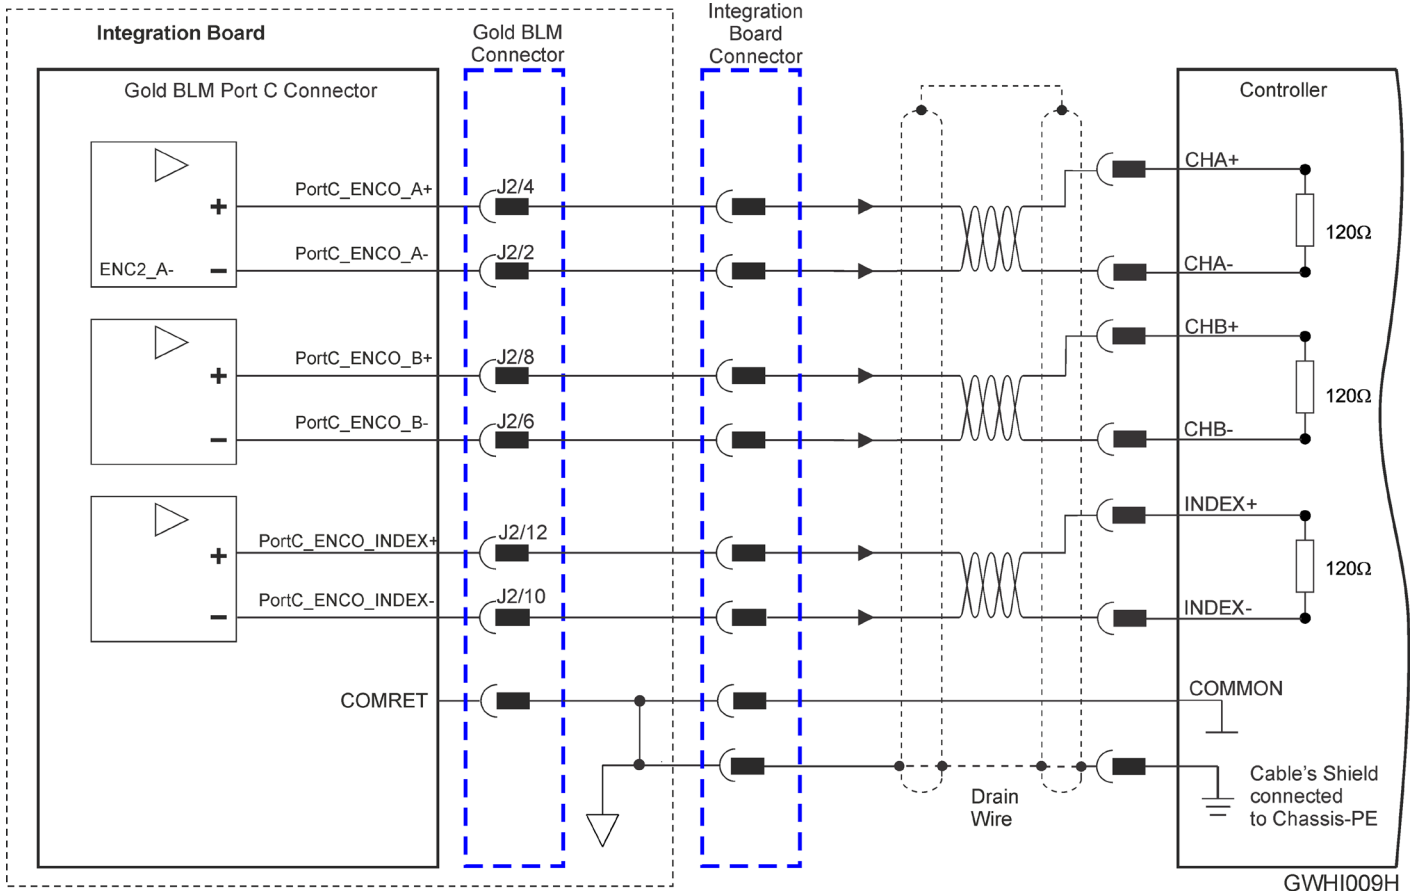 Integration Board
Gold BLM
Connector
Integration
Board
Connector
Gold BLM Port C Connector
Controller
PortC_ENCO_A+
J2/4
CHA+
+
120Ω
PortC_ENCO_A-
J2/2
CHA-
ENC2_A-
−
PortC_ENCO_B+
J2/8
CHB+
+
120Ω
PortC_ENCO_B-
J2/6
CHB-
−
PortC_ENCO_INDEX+
J2/12
INDEX+
+
120Ω
PortC_ENCO_INDEX-
J2/10
INDEX-
−
COMRET
COMMON
Drain
Wire
Cable's Shield
connected
to Chassis-PE
GWHI009H